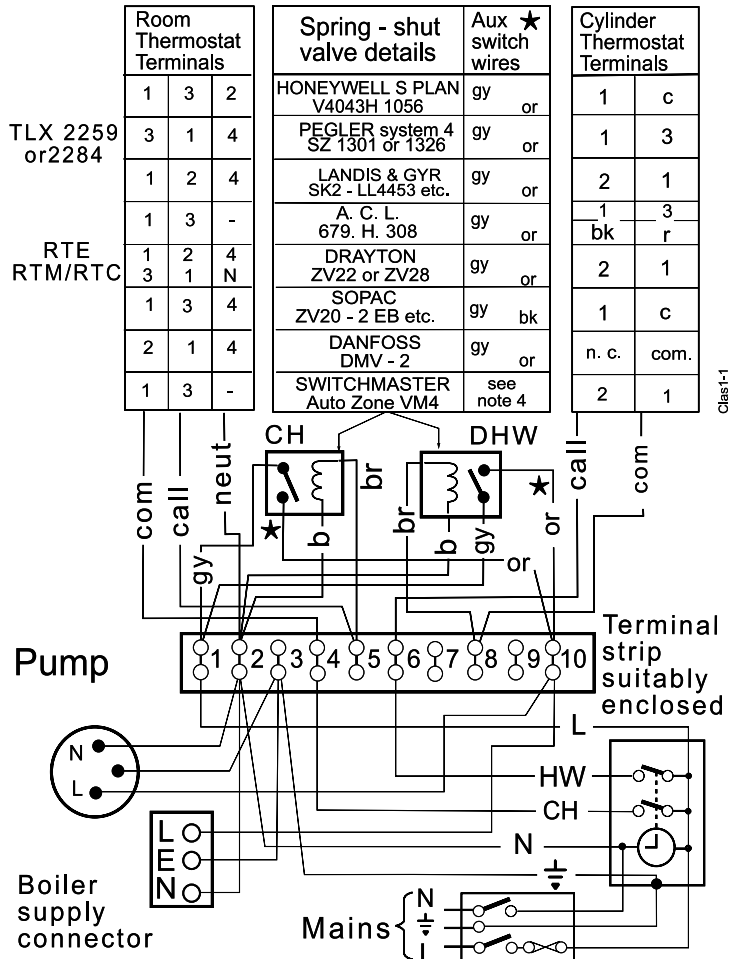 Room
Thermostat
Terminals
Spring - shut
valve details
Aux ★
switch
wires
Cylinder
Thermostat
Terminals
1 3 2
HONEYWELL S PLAN
V4043H 1056
gy or
1 c
TLX 2259
or2284
3 1 4
PEGLER system 4
SZ 1301 or 1326
gy or
1 3
1 2 4
LANDIS & GYR
SK2 - LL4453 etc.
gy or
2 1
1 3 -
A. C. L.
679. H. 308
gy or
1 3
bk r
RTE
RTM/RTC
1 2 4
3 1 N
DRAYTON
ZV22 or ZV28
gy or
2 1
1 3 4
SOPAC
ZV20 - 2 EB etc.
gy bk
1 c
2 1 4
DANFOSS
DMV - 2
gy or
n. c. com.
1 3 -
SWITCHMASTER
Auto Zone VM4
see
note 4
2 1
Clas1-1
CH
DHW
com
call
neut
gy
★
b
br
br
b
gy
★
or
or
call
com
1 2 3 4 5 6 7 8 9 10
Terminal
strip
suitably
enclosed
Pump
N
L
L
HW
CH
N
L
E
N
Boiler
supply
connector
Mains
N
L